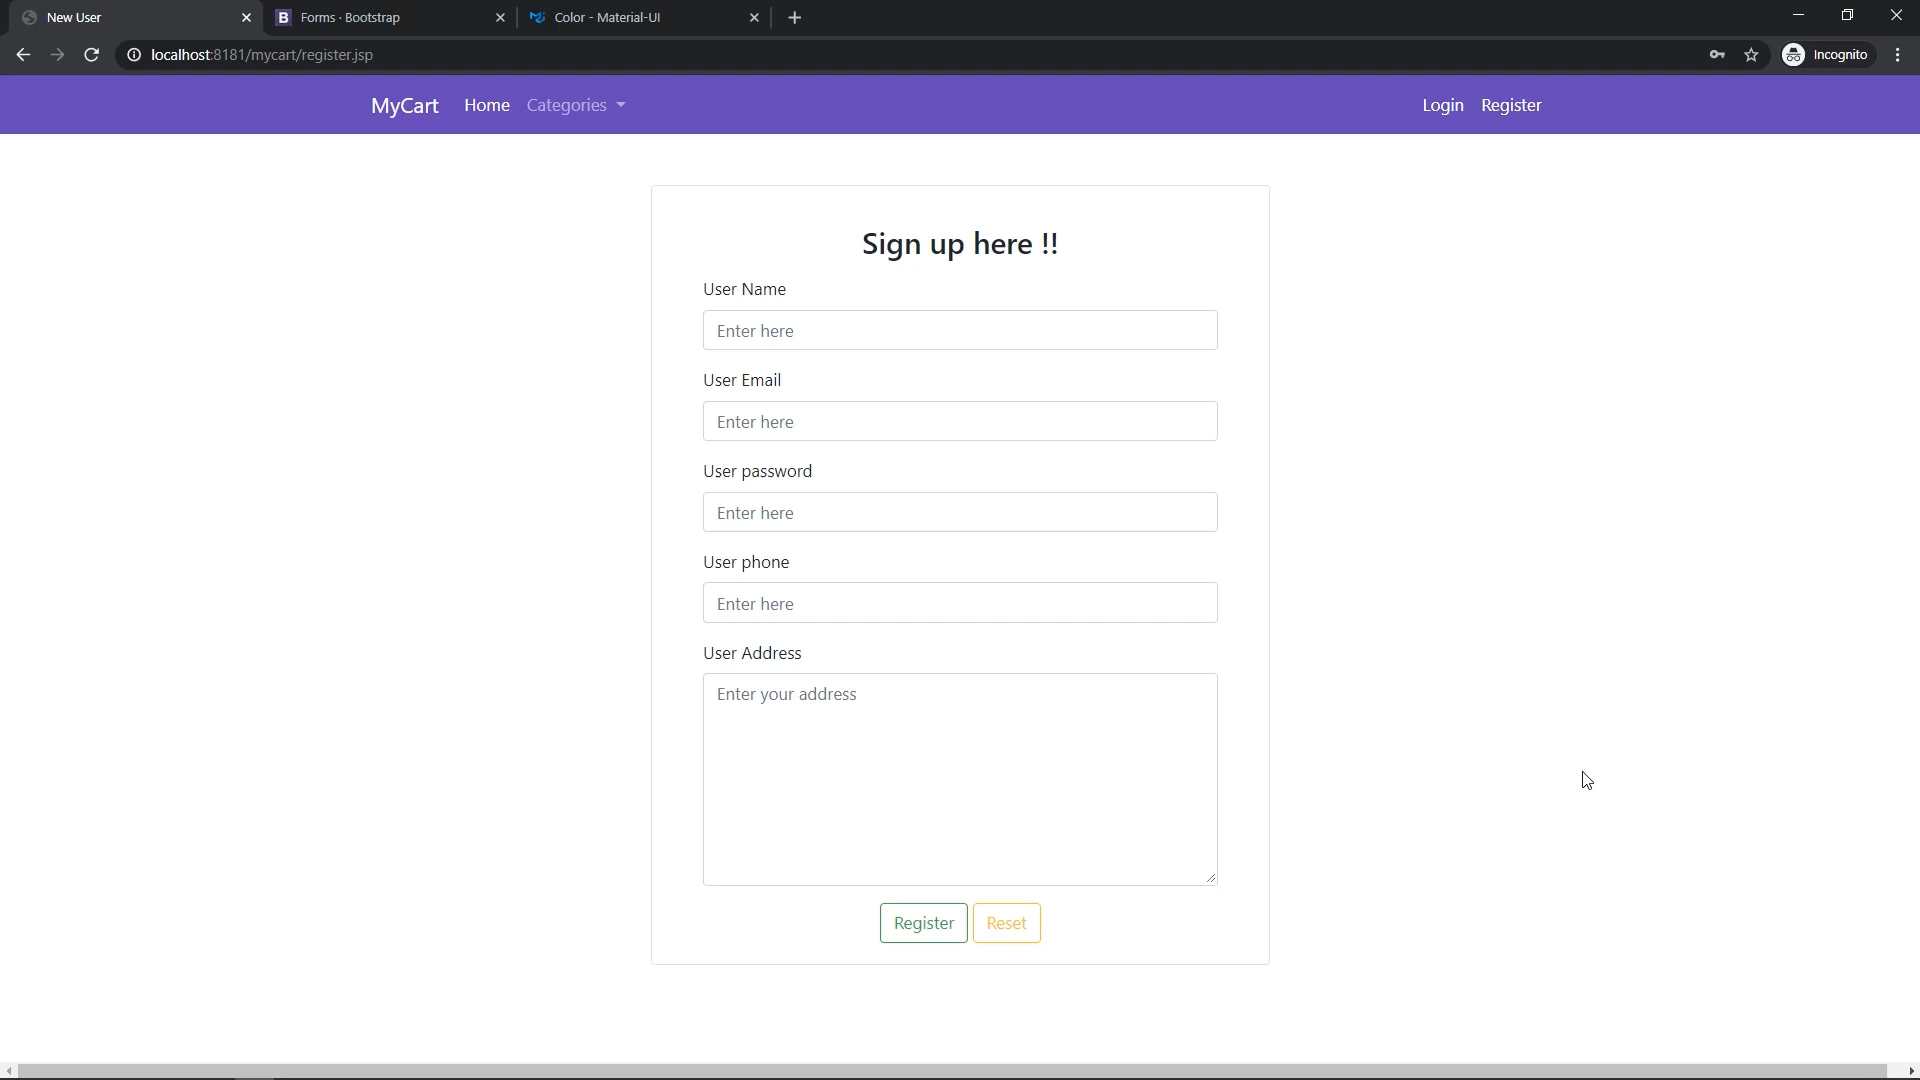 New User
Forms · Bootstrap
Color - Material-UI
localhost:8181/mycart/register.jsp
Incognito
MyCart Home Categories Login Register
Sign up here !!
User Name
Enter here
User Email
Enter here
User password
Enter here
User phone
Enter here
User Address
Enter your address
Register Reset